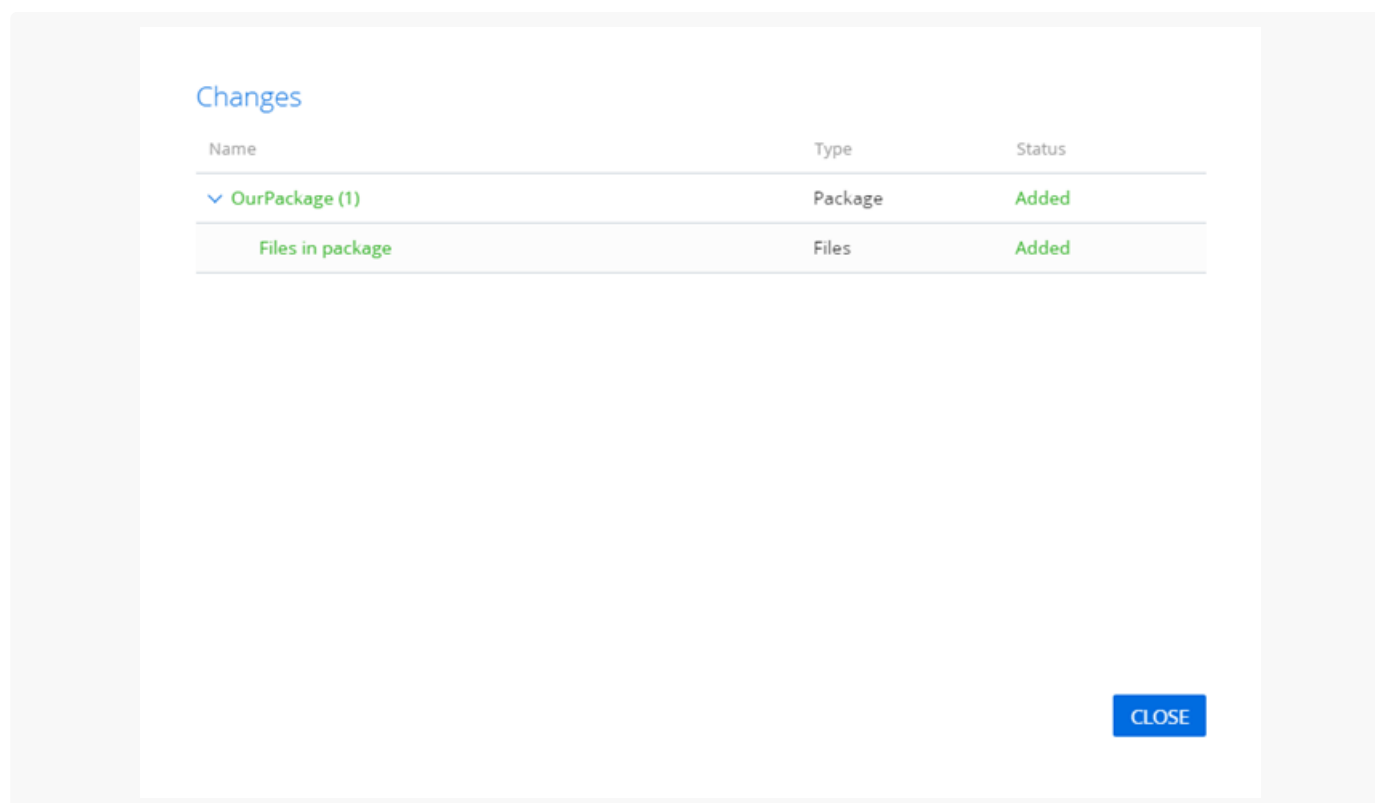 Changes
Name Type Status
OurPackage (1) Package Added
Files in package Files Added
CLOSE